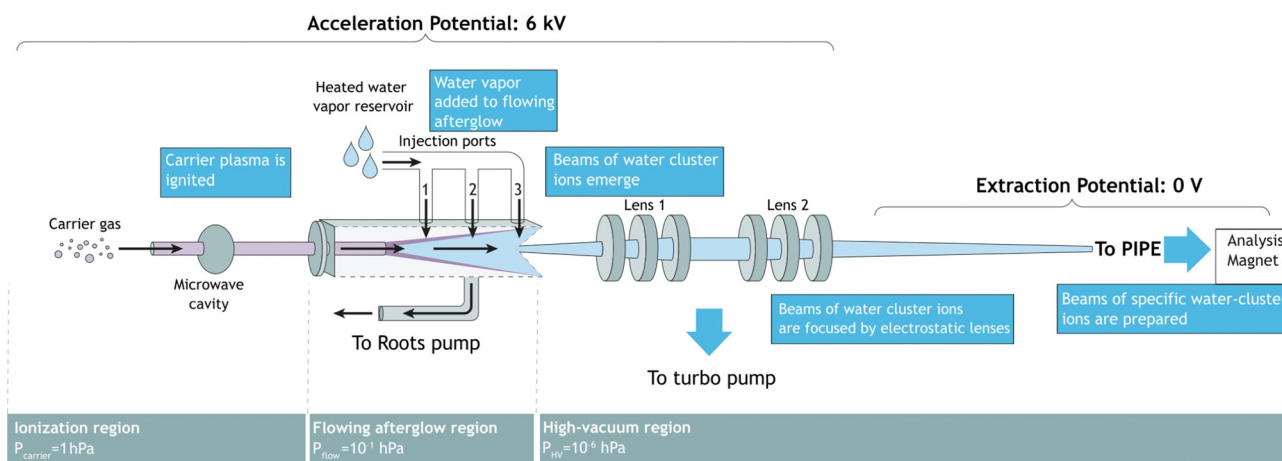 Acceleration Potential: 6 kV
Heated water
vapor reservoir
Water vapor
added to flowing
afterglow
Injection ports
Carrier plasma is
ignited
Beams of water cluster
ions emerge
1
2
3
Extraction Potential: 0 V
Lens 1
Lens 2
Carrier gas
Microwave
cavity
To PIPE
Analysis
Magnet
To Roots pump
Beams of water cluster ions
are focused by electrostatic lenses
Beams of specific water-cluster
ions are prepared
To turbo pump
Ionization region
Pcarrier=1hPa
Flowing afterglow region
Pflow=10⁻¹ hPa
High-vacuum region
PHV=10⁻⁶ hPa